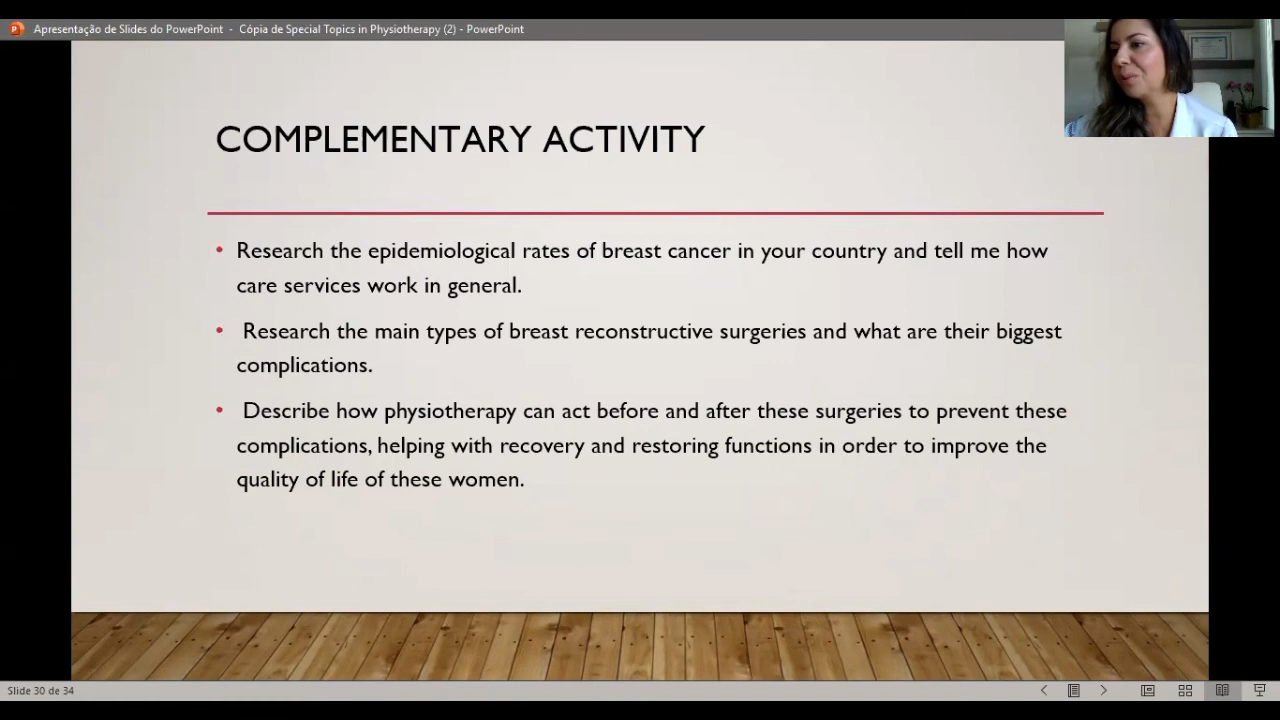 Apresentação de Slides do PowerPoint - Cópia de Special Topics in Physiotherapy (2) - PowerPoint
COMPLEMENTARY ACTIVITY
• Research the epidemiological rates of breast cancer in your country and tell me how
care services work in general.
• Research the main types of breast reconstructive surgeries and what are their biggest
complications.
• Describe how physiotherapy can act before and after these surgeries to prevent these
complications, helping with recovery and restoring functions in order to improve the
quality of life of these women.
Slide 30 de 34